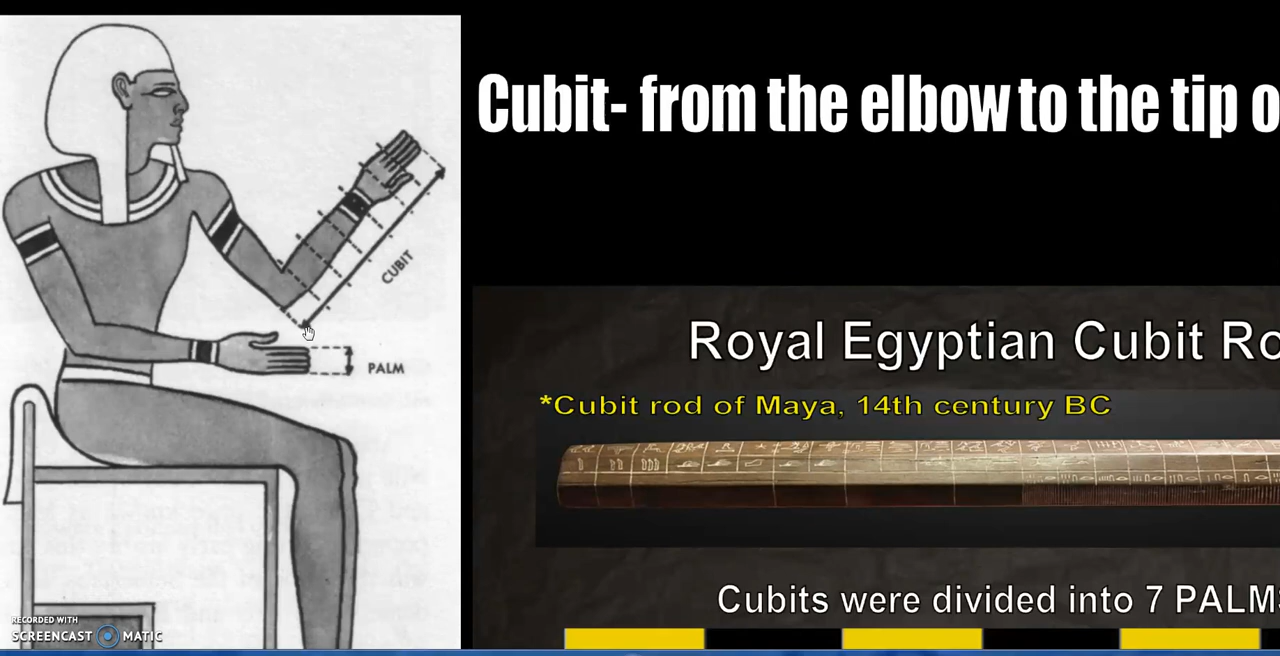 Cubit- from the elbow to the tip o
CUBIT
PALM
Royal Egyptian Cubit Ro
*Cubit rod of Maya, 14th century BC
Cubits were divided into 7 PALM
RECORDED WITH
SCREENCAST MATIC